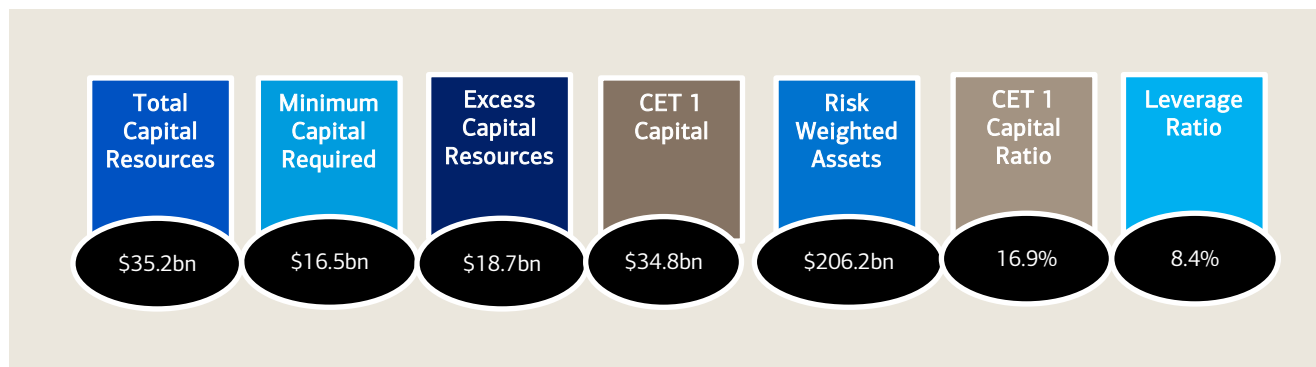 Total
Capital
Resources
$35.2bn
Minimum
Capital
Required
$16.5bn
Excess
Capital
Resources
$18.7bn
CET 1
Capital
$34.8bn
Risk
Weighted
Assets
$206.2bn
CET 1
Capital
Ratio
16.9%
Leverage
Ratio
8.4%